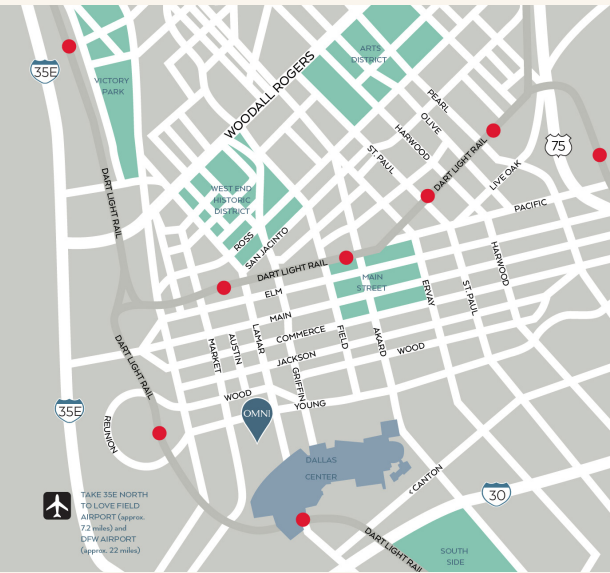 35E
VICTORY
PARK
ARTS
DISTRICT
WOODALL ROGERS
PEARL
OLIVE
HARWOOD
ST. PAUL
DART LIGHT RAIL
LIVE OAK
75
PACIFIC
WEST END
HISTORIC
DISTRICT
ROSS
SAN JACINTO
DART LIGHT RAIL
DART LIGHT RAIL
ELM
MAIN
STREET
HARWOOD
ST. PAUL
ERVAY
MAIN
COMMERCE
JACKSON
WOOD
MARKET
AUSTIN
LAMAR
GRIFFIN
FIELD
AKARD
DART LIGHT RAIL
WOOD
YOUNG
OMNI
35E
REUNION
DALLAS
CENTER
< CANTON
30
TAKE 35E NORTH
TO LOVE FIELD
AIRPORT (approx.
7.2 miles) and
DFW AIRPORT
(approx. 22 miles)
DART LIGHT RAIL
SOUTH
SIDE